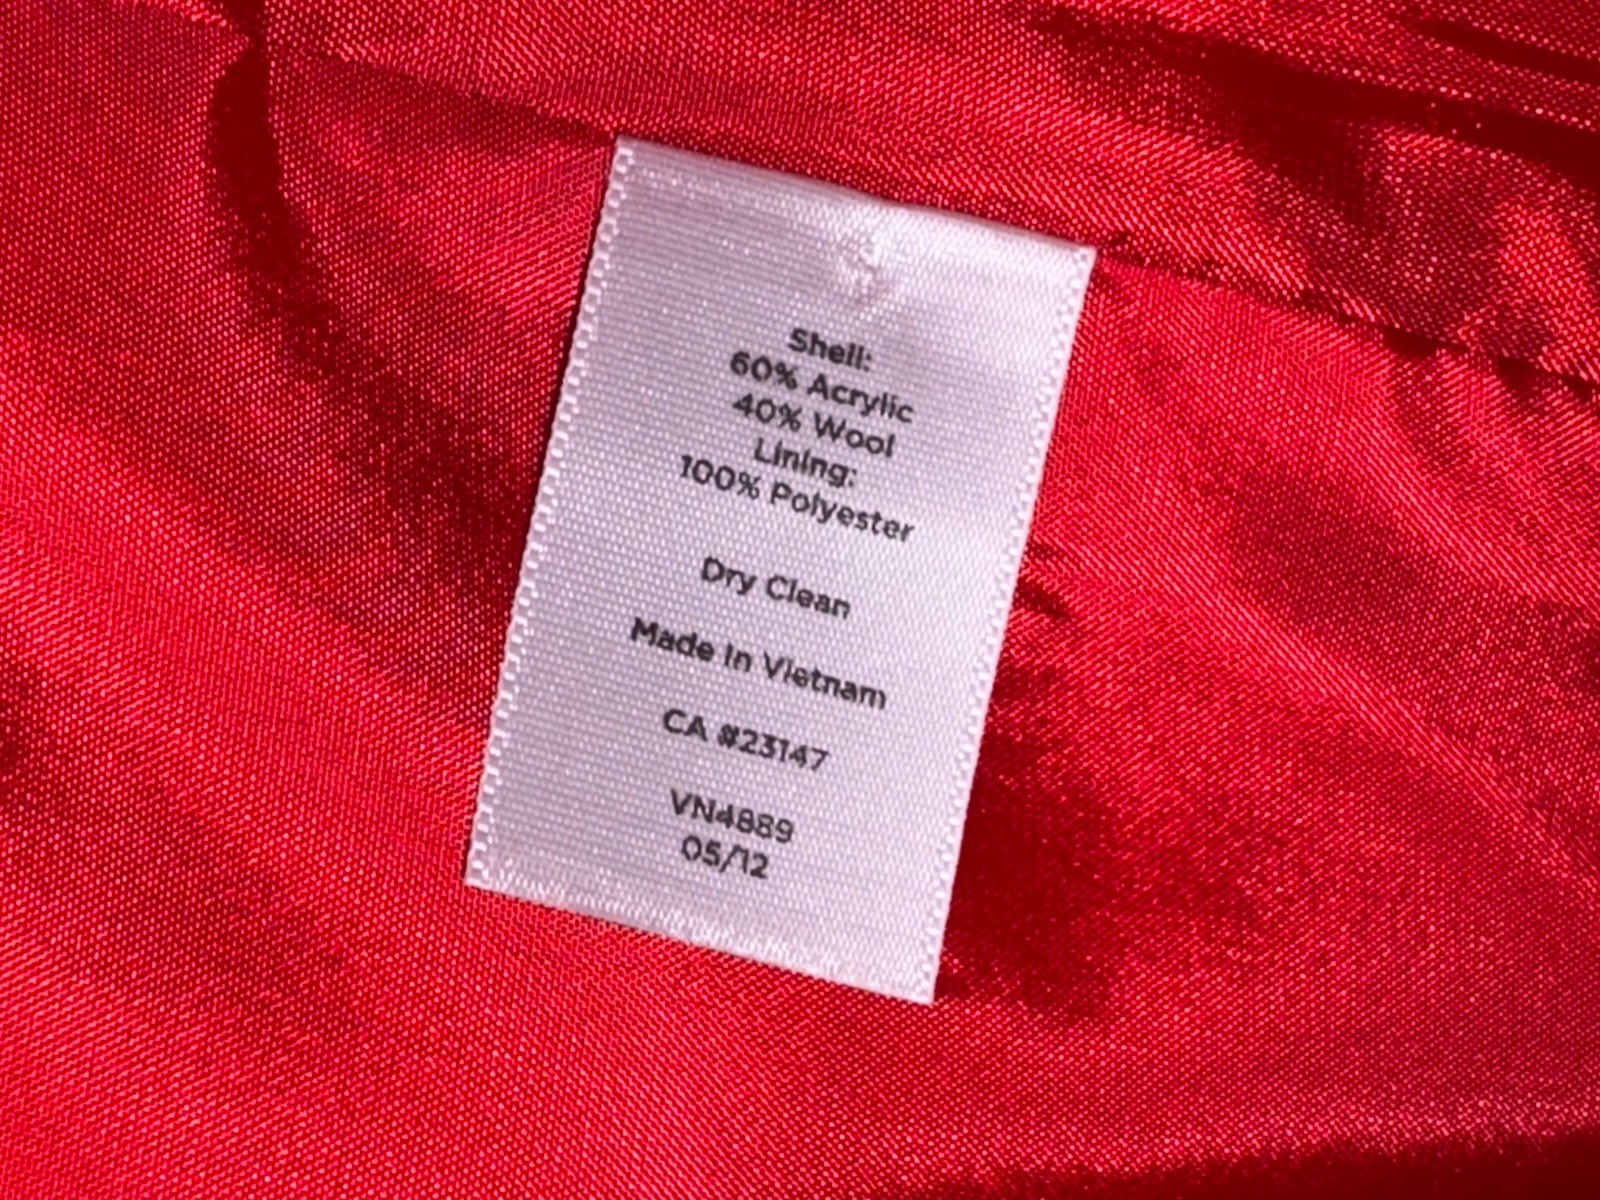 Shell:
60% Acrylic
40% Wool
Lining:
100% Polyester
Dry Clean
Made In Vietnam
CA #23147
VN4889
05/12